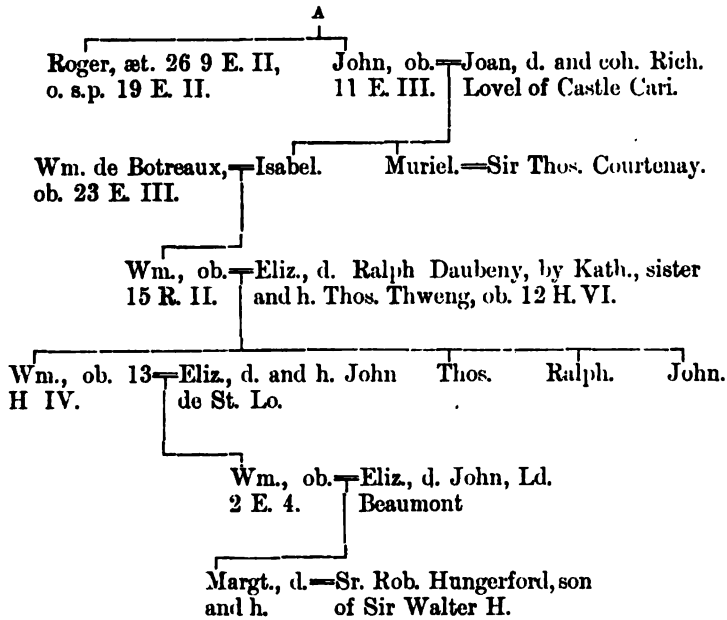 A
Roger, æt. 26 9 E. II,
o. s.p. 19 E. II.
John, ob.
11 E. III.
Joan, d. and coh. Rich.
Lovel of Castle Cari.
Wm. de Botreaux,
ob. 23 E. III.
Isabel.
Muriel.
Sir Thos. Courtenay.
Wm., ob.
15 R. II.
Eliz., d. Ralph Daubeny, by Kath., sister
and h. Thos. Thweng, ob. 12 H. VI.
Wm., ob. 13
H IV.
Eliz., d. and h. John
de St. Lo.
Thos.
Ralph.
John.
Wm., ob.
2 E. 4.
Eliz., d. John, Ld.
Beaumont
Margt., d.
and h.
Sr. Rob. Hungerford, son
of Sir Walter H.